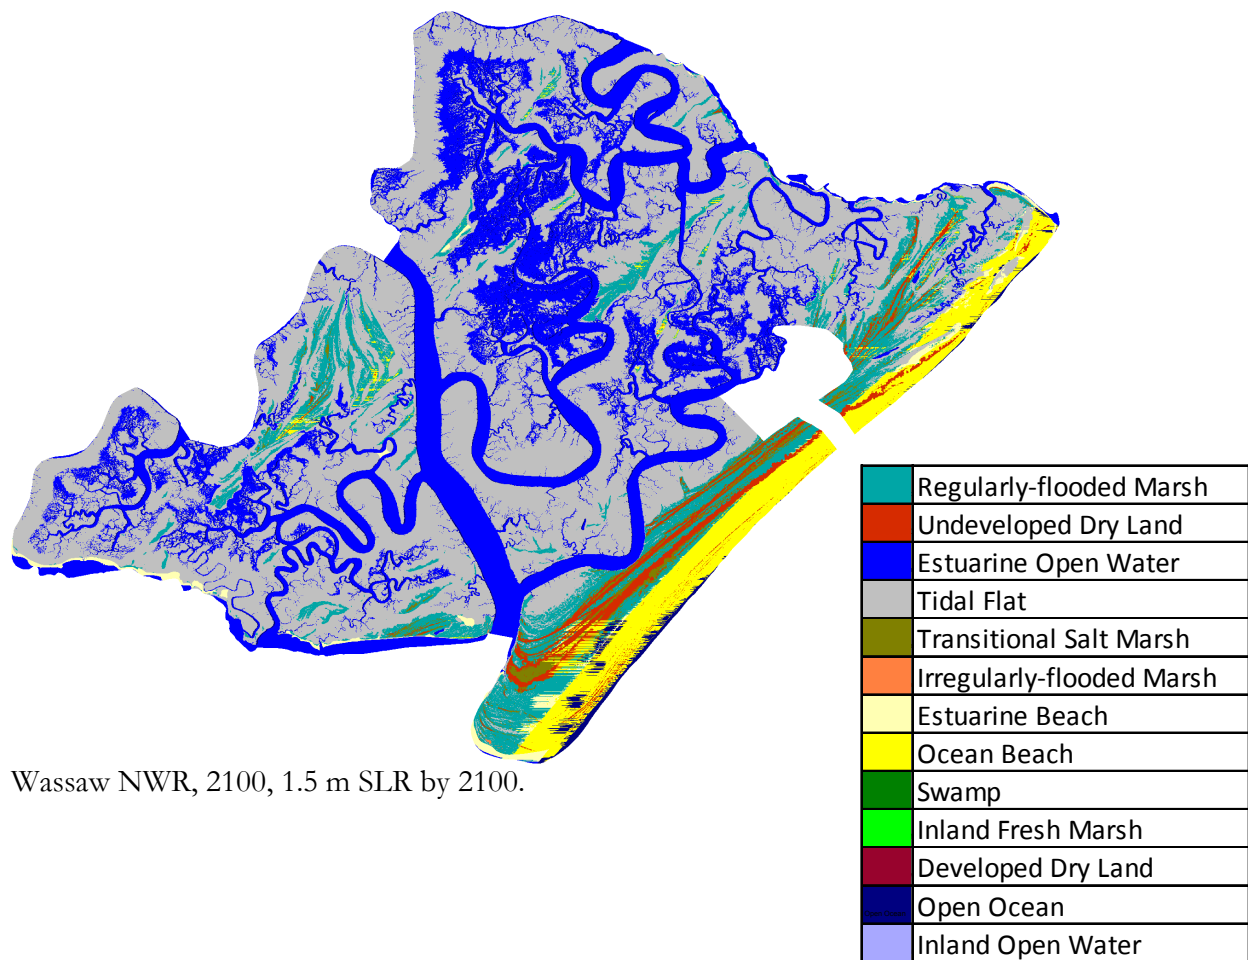 Regularly-flooded Marsh
Undeveloped Dry Land
Estuarine Open Water
Tidal Flat
Transitional Salt Marsh
Irregularly-flooded Marsh
Estuarine Beach
Ocean Beach
Swamp
Inland Fresh Marsh
Developed Dry Land
Open Ocean
Inland Open Water
Wassaw NWR, 2100, 1.5 m SLR by 2100.